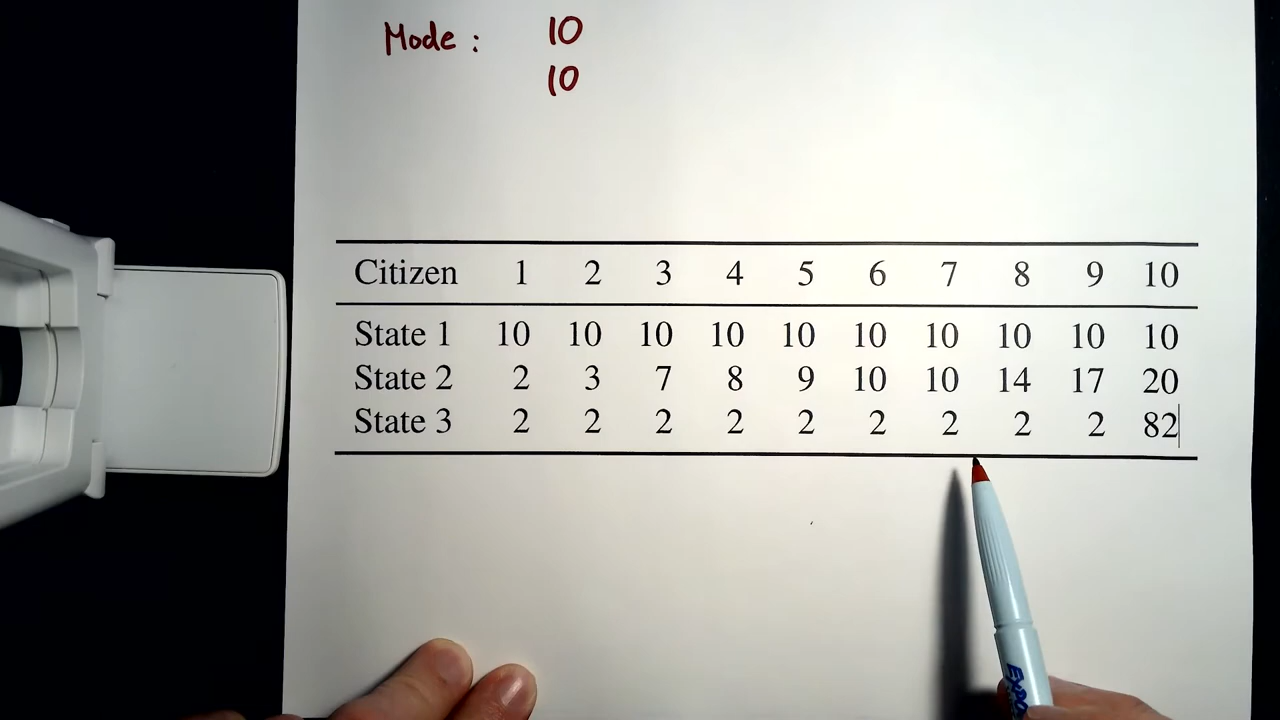 Mode : 10
10
Citizen 1 2 3 4 5 6 7 8 9 10
State 1 10 10 10 10 10 10 10 10 10 10
State 2 2 3 7 8 9 10 10 14 17 20
State 3 2 2 2 2 2 2 2 2 2 82
EXPO